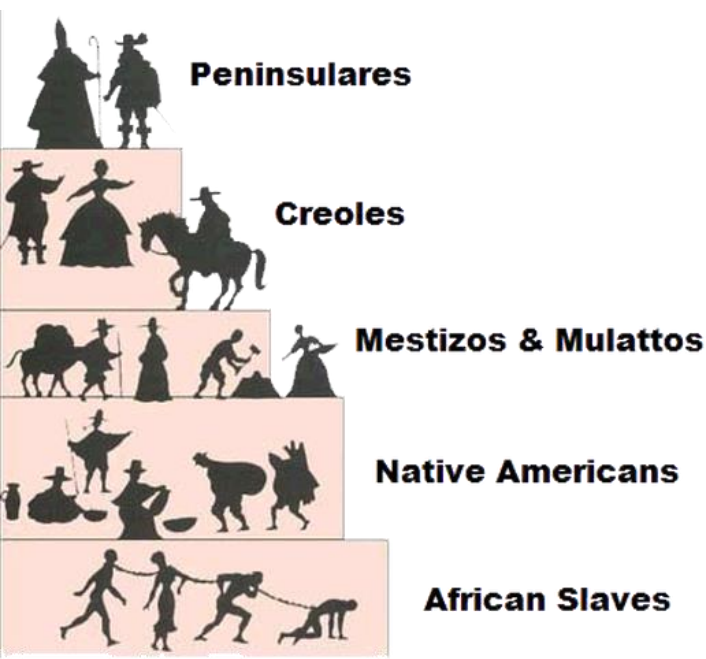 Peninsulares
Creoles
Mestizos & Mulattos
Native Americans
African Slaves